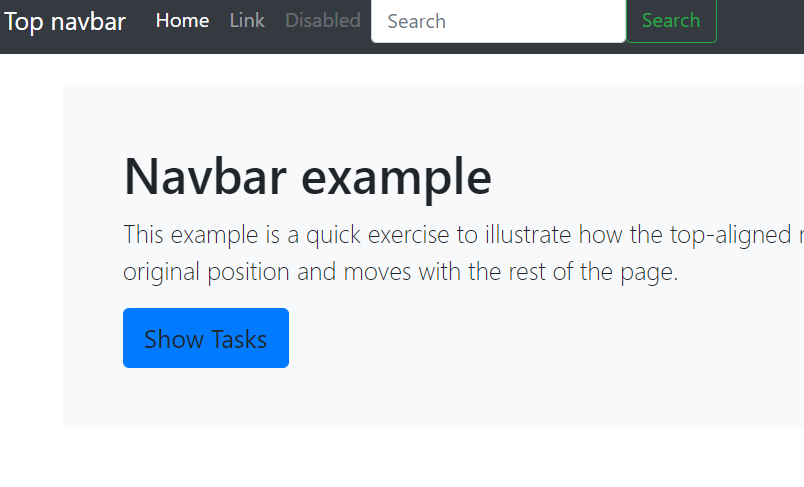 Top navbar Home Link Disabled Search Search
Navbar example
This example is a quick exercise to illustrate how the top-aligned
original position and moves with the rest of the page.
Show Tasks